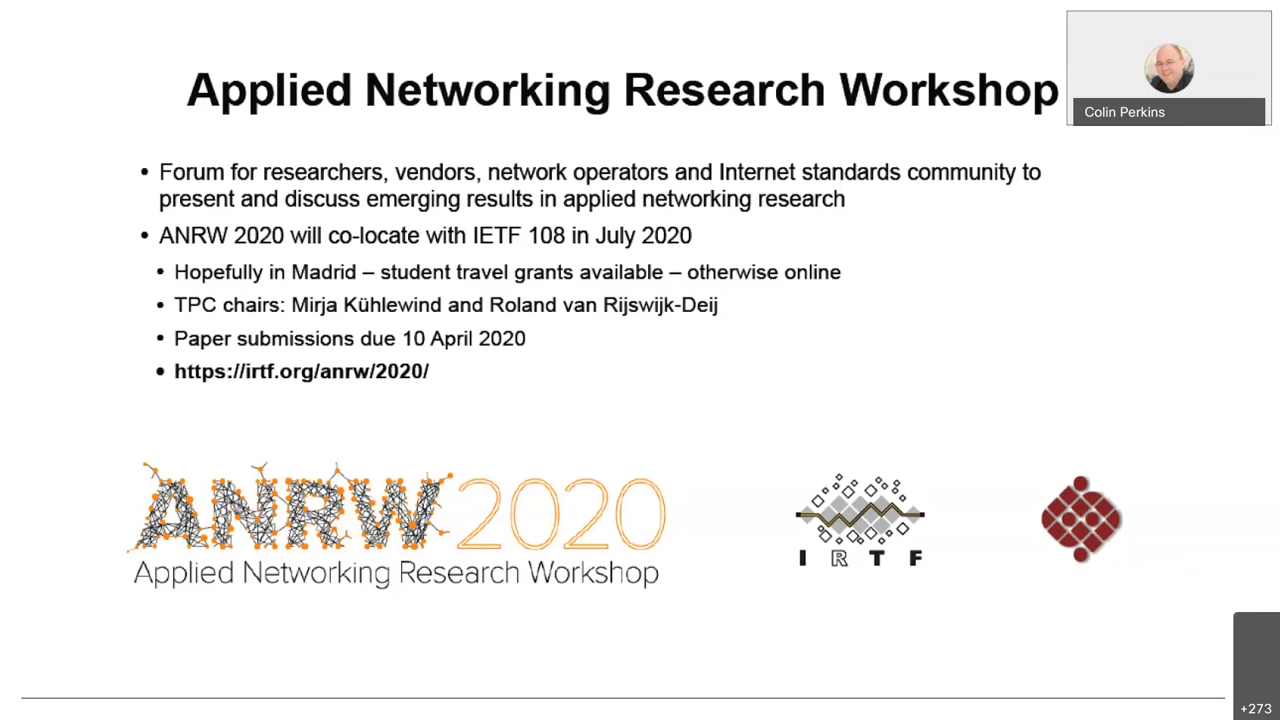 Applied Networking Research Workshop
Colin Perkins
• Forum for researchers, vendors, network operators and Internet standards community to
present and discuss emerging results in applied networking research
• ANRW 2020 will co-locate with IETF 108 in July 2020
• Hopefully in Madrid – student travel grants available – otherwise online
• TPC chairs: Mirja Kühlewind and Roland van Rijswijk-Deij
• Paper submissions due 10 April 2020
• https://irtf.org/anrw/2020/
ANRW 2020
Applied Networking Research Workshop
I R T F
+273